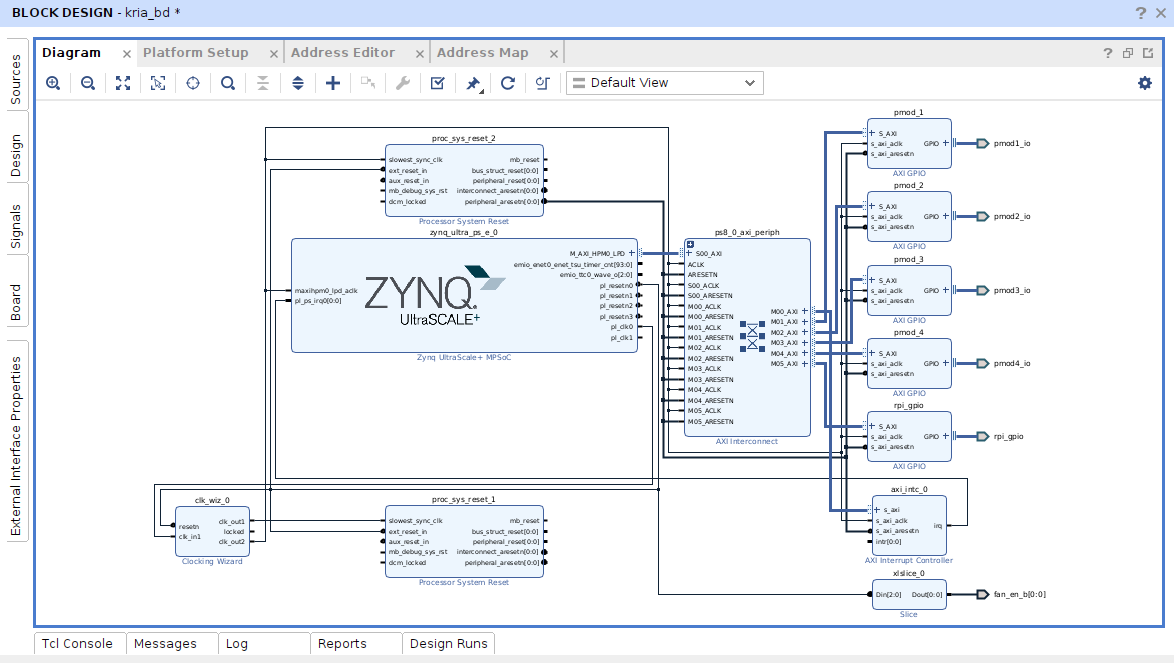 BLOCK DESIGN - kria_bd *
Sources
Design
Signals
Board
External Interface Properties
Diagram
Platform Setup
Address Editor
Address Map
Default View
proc_sys_reset_2
slowest_sync_clk
ext_reset_in
aux_reset_in
mb_debug_sys_rst
dcm_locked
mb_reset
bus_struct_reset[0:0]
peripheral_reset[0:0]
interconnect_aresetn[0:0]
peripheral_aresetn[0:0]
Processor System Reset
zynq_ultra_ps_e_0
maxihpm0_lpd_aclk
pl_ps_irq0[0:0]
ZYNQ.
UltraSCALE+
M_AXI_HPM0_LPD
emio_enet0_enet_tsu_timer_cnt[93:0]
emio_ttc0_wave_o[2:0]
pl_resetn0
pl_resetn1
pl_resetn2
pl_resetn3
pl_clk0
pl_clk1
Zynq UltraScale+ MPSoC
ps8_0_axi_periph
S00_AXI
ACLK
ARESETN
S00_ACLK
S00_ARESETN
M00_ACLK
M00_ARESETN
M01_ACLK
M01_ARESETN
M02_ACLK
M02_ARESETN
M03_ACLK
M03_ARESETN
M04_ACLK
M04_ARESETN
M05_ACLK
M05_ARESETN
M00_AXI
M01_AXI
M02_AXI
M03_AXI
M04_AXI
M05_AXI
AXI Interconnect
pmod_1
S_AXI
s_axi_aclk
s_axi_aresetn
GPIO
AXI GPIO
pmod1_io
pmod_2
S_AXI
s_axi_aclk
s_axi_aresetn
GPIO
AXI GPIO
pmod2_io
pmod_3
S_AXI
s_axi_aclk
s_axi_aresetn
GPIO
AXI GPIO
pmod3_io
pmod_4
S_AXI
s_axi_aclk
s_axi_aresetn
GPIO
AXI GPIO
pmod4_io
rpi_gpio
S_AXI
s_axi_aclk
s_axi_aresetn
GPIO
AXI GPIO
rpi_gpio
clk_wiz_0
resetn
clk_in1
clk_out1
locked
clk_out2
Clocking Wizard
proc_sys_reset_1
slowest_sync_clk
ext_reset_in
aux_reset_in
mb_debug_sys_rst
dcm_locked
mb_reset
bus_struct_reset[0:0]
peripheral_reset[0:0]
interconnect_aresetn[0:0]
peripheral_aresetn[0:0]
Processor System Reset
axi_intc_0
s_axi
s_axi_aclk
s_axi_aresetn
intr[0:0]
irq
AXI Interrupt Controller
xlslice_0
Din[2:0]
Dout[0:0]
Slice
fan_en_b[0:0]
Tcl Console
Messages
Log
Reports
Design Runs